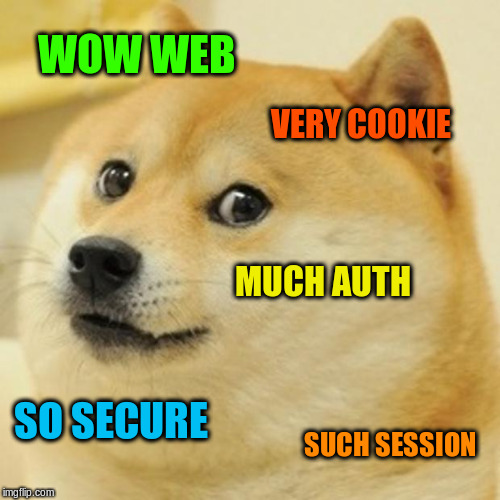 WOW WEB
VERY COOKIE
MUCH AUTH
SO SECURE
SUCH SESSION
imgflip.com